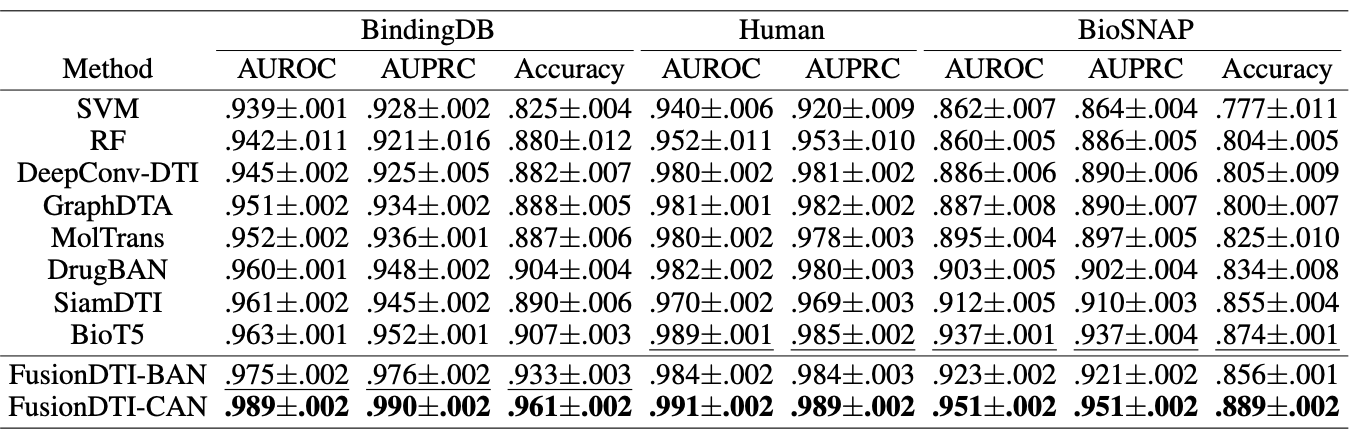 BindingDB Human BioSNAP
Method AUROC AUPRC Accuracy AUROC AUPRC AUROC AUPRC Accuracy
SVM .939±.001 .928±.002 .825±.004 .940±.006 .920±.009 .862±.007 .864±.004 .777±.011
RF .942±.011 .921±.016 .880±.012 .952±.011 .953±.010 .860±.005 .886±.005 .804±.005
DeepConv-DTI .945±.002 .925±.005 .882±.007 .980±.002 .981±.002 .886±.006 .890±.006 .805±.009
GraphDTA .951±.002 .934±.002 .888±.005 .981±.001 .982±.002 .887±.008 .890±.007 .800±.007
MolTrans .952±.002 .936±.001 .887±.006 .980±.002 .978±.003 .895±.004 .897±.005 .825±.010
DrugBAN .960±.001 .948±.002 .904±.004 .982±.002 .980±.003 .903±.005 .902±.004 .834±.008
SiamDTI .961±.002 .945±.002 .890±.006 .970±.002 .969±.003 .912±.005 .910±.003 .855±.004
BioT5 .963±.001 .952±.001 .907±.003 .989±.001 .985±.002 .937±.001 .937±.004 .874±.001
FusionDTI-BAN .975±.002 .976±.002 .933±.003 .984±.002 .984±.003 .923±.002 .921±.002 .856±.001
FusionDTI-CAN .989±.002 .990±.002 .961±.002 .991±.002 .989±.002 .951±.002 .951±.002 .889±.002